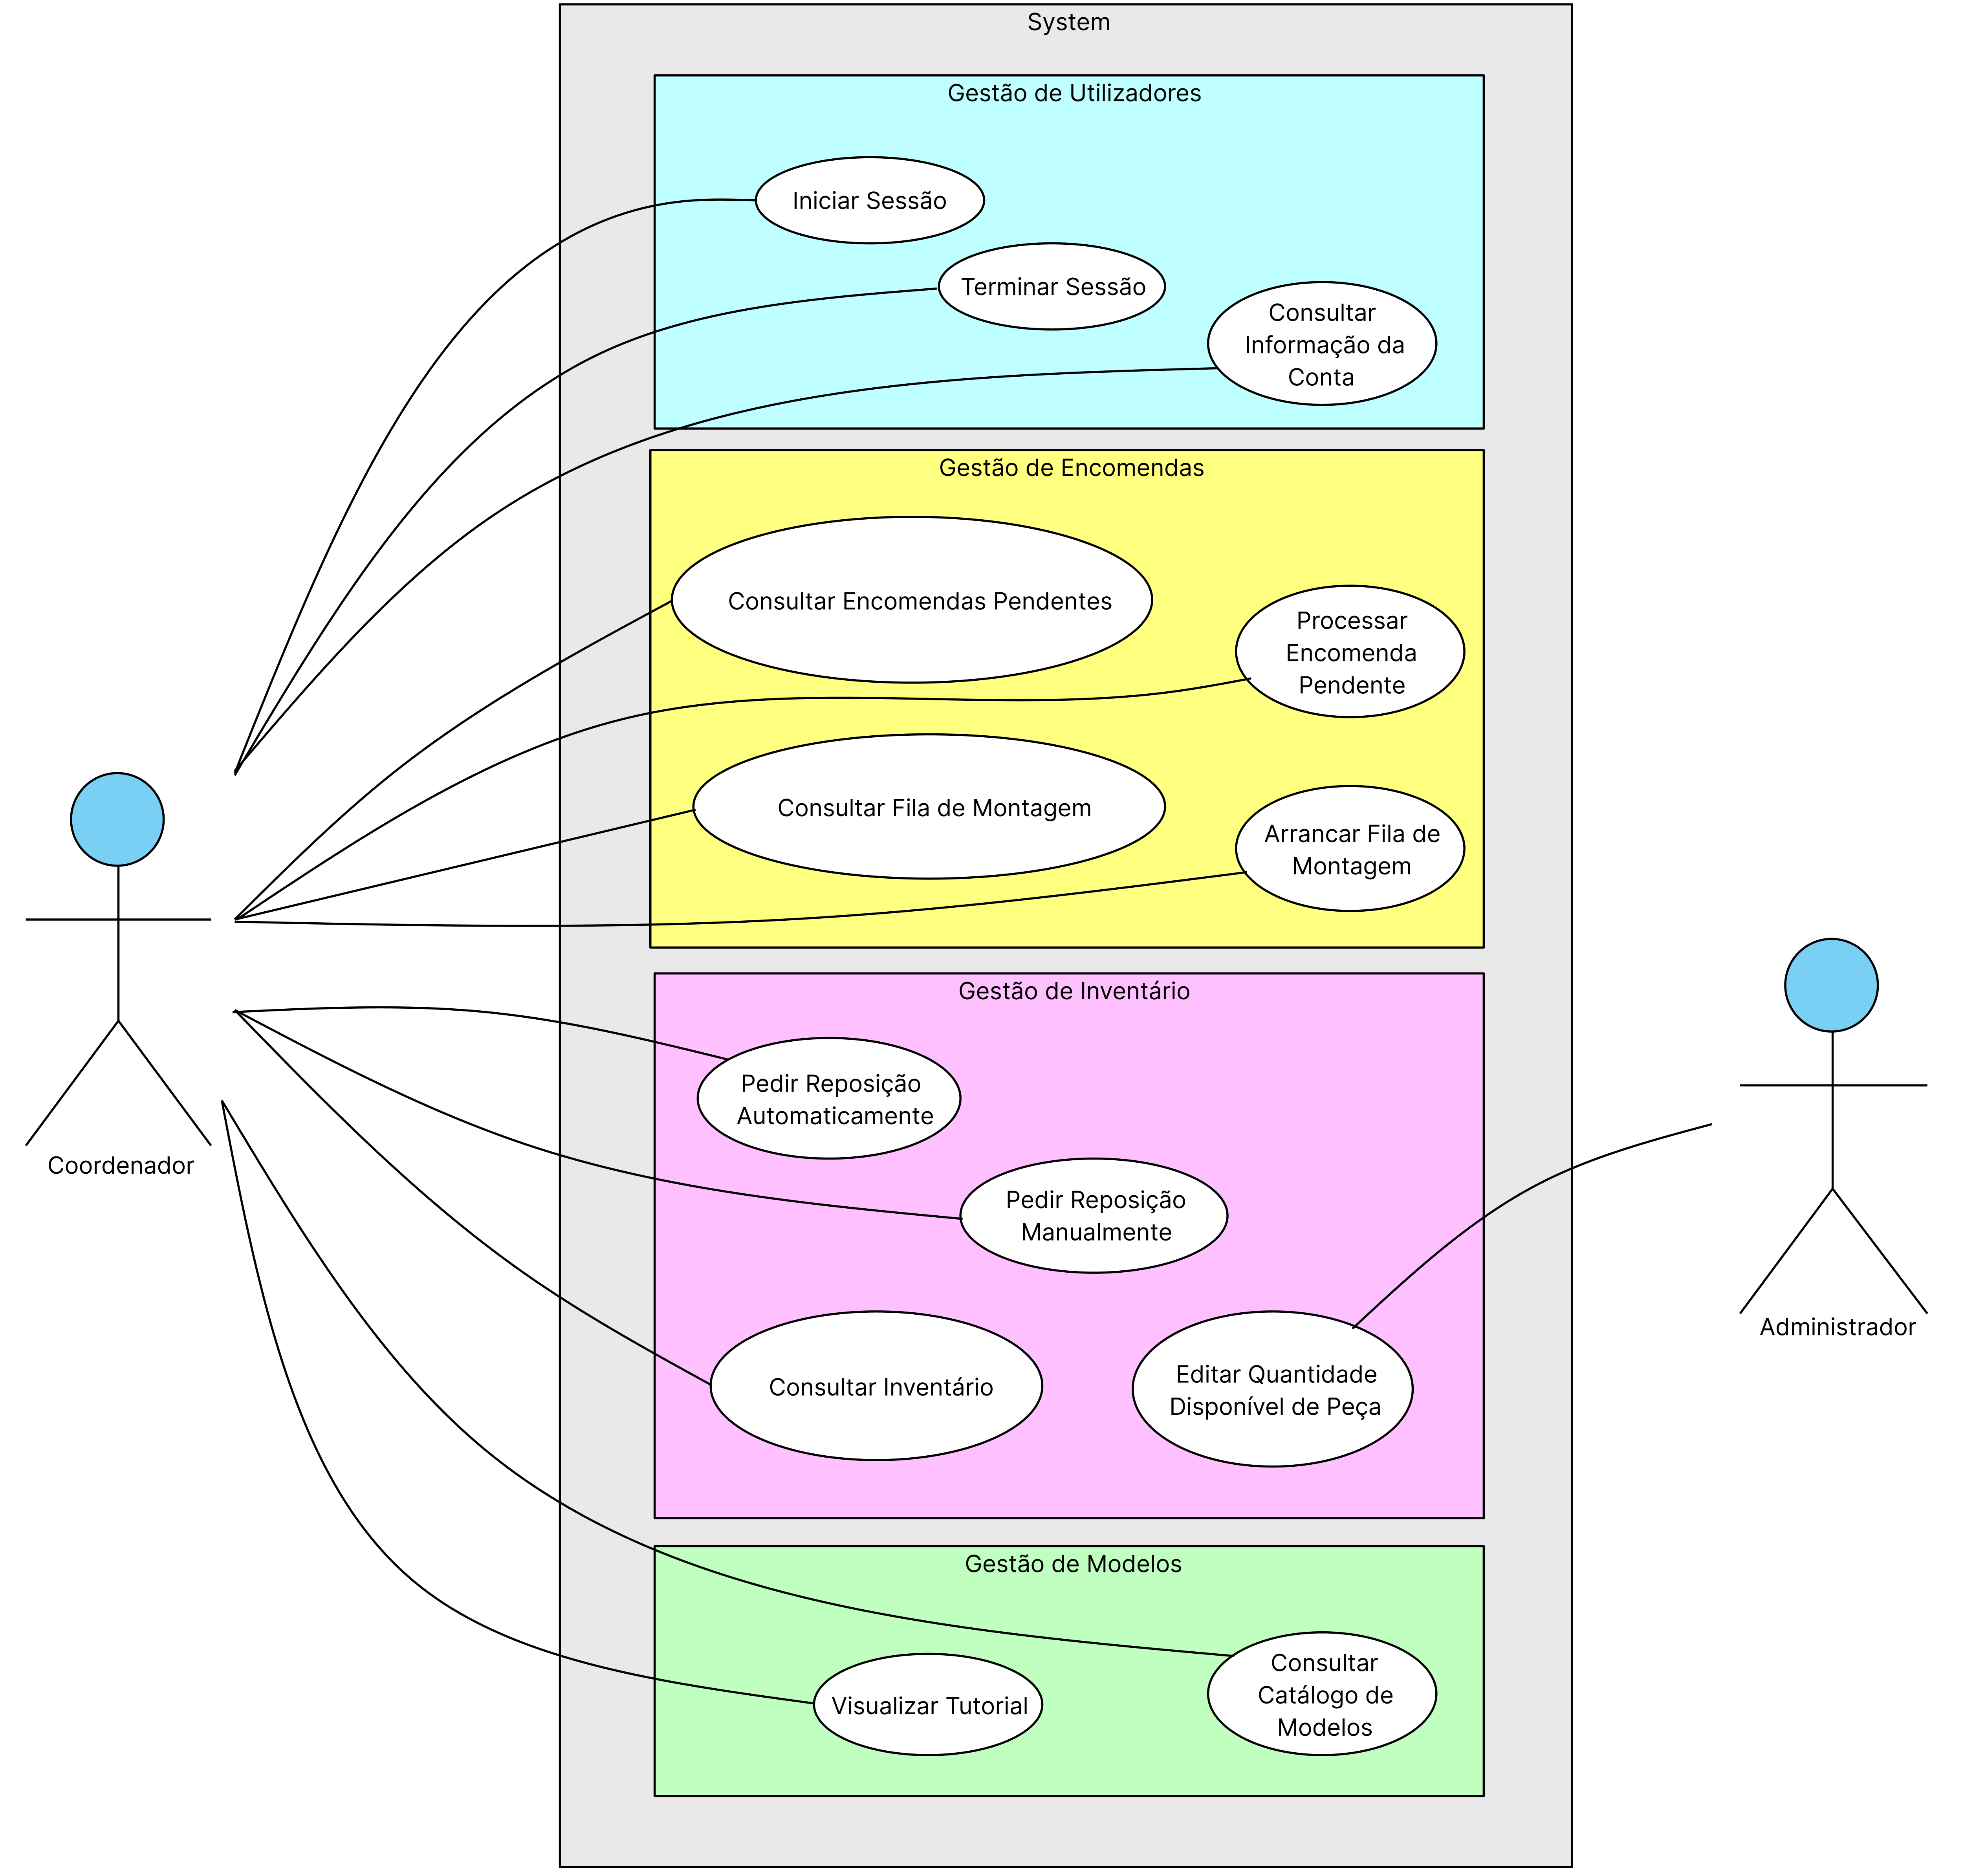 System
Gestão de Utilizadores
Iniciar Sessão
Terminar Sessão
Consultar
Informação da
Conta
Gestão de Encomendas
Consultar Encomendas Pendentes
Processar
Encomenda
Pendente
Consultar Fila de Montagem
Arrancar Fila de
Montagem
Gestão de Inventário
Pedir Reposição
Automaticamente
Pedir Reposição
Manualmente
Consultar Inventário
Editar Quantidade
Disponível de Peça
Gestão de Modelos
Visualizar Tutorial
Consultar
Catálogo de
Modelos
Coordenador
Administrador